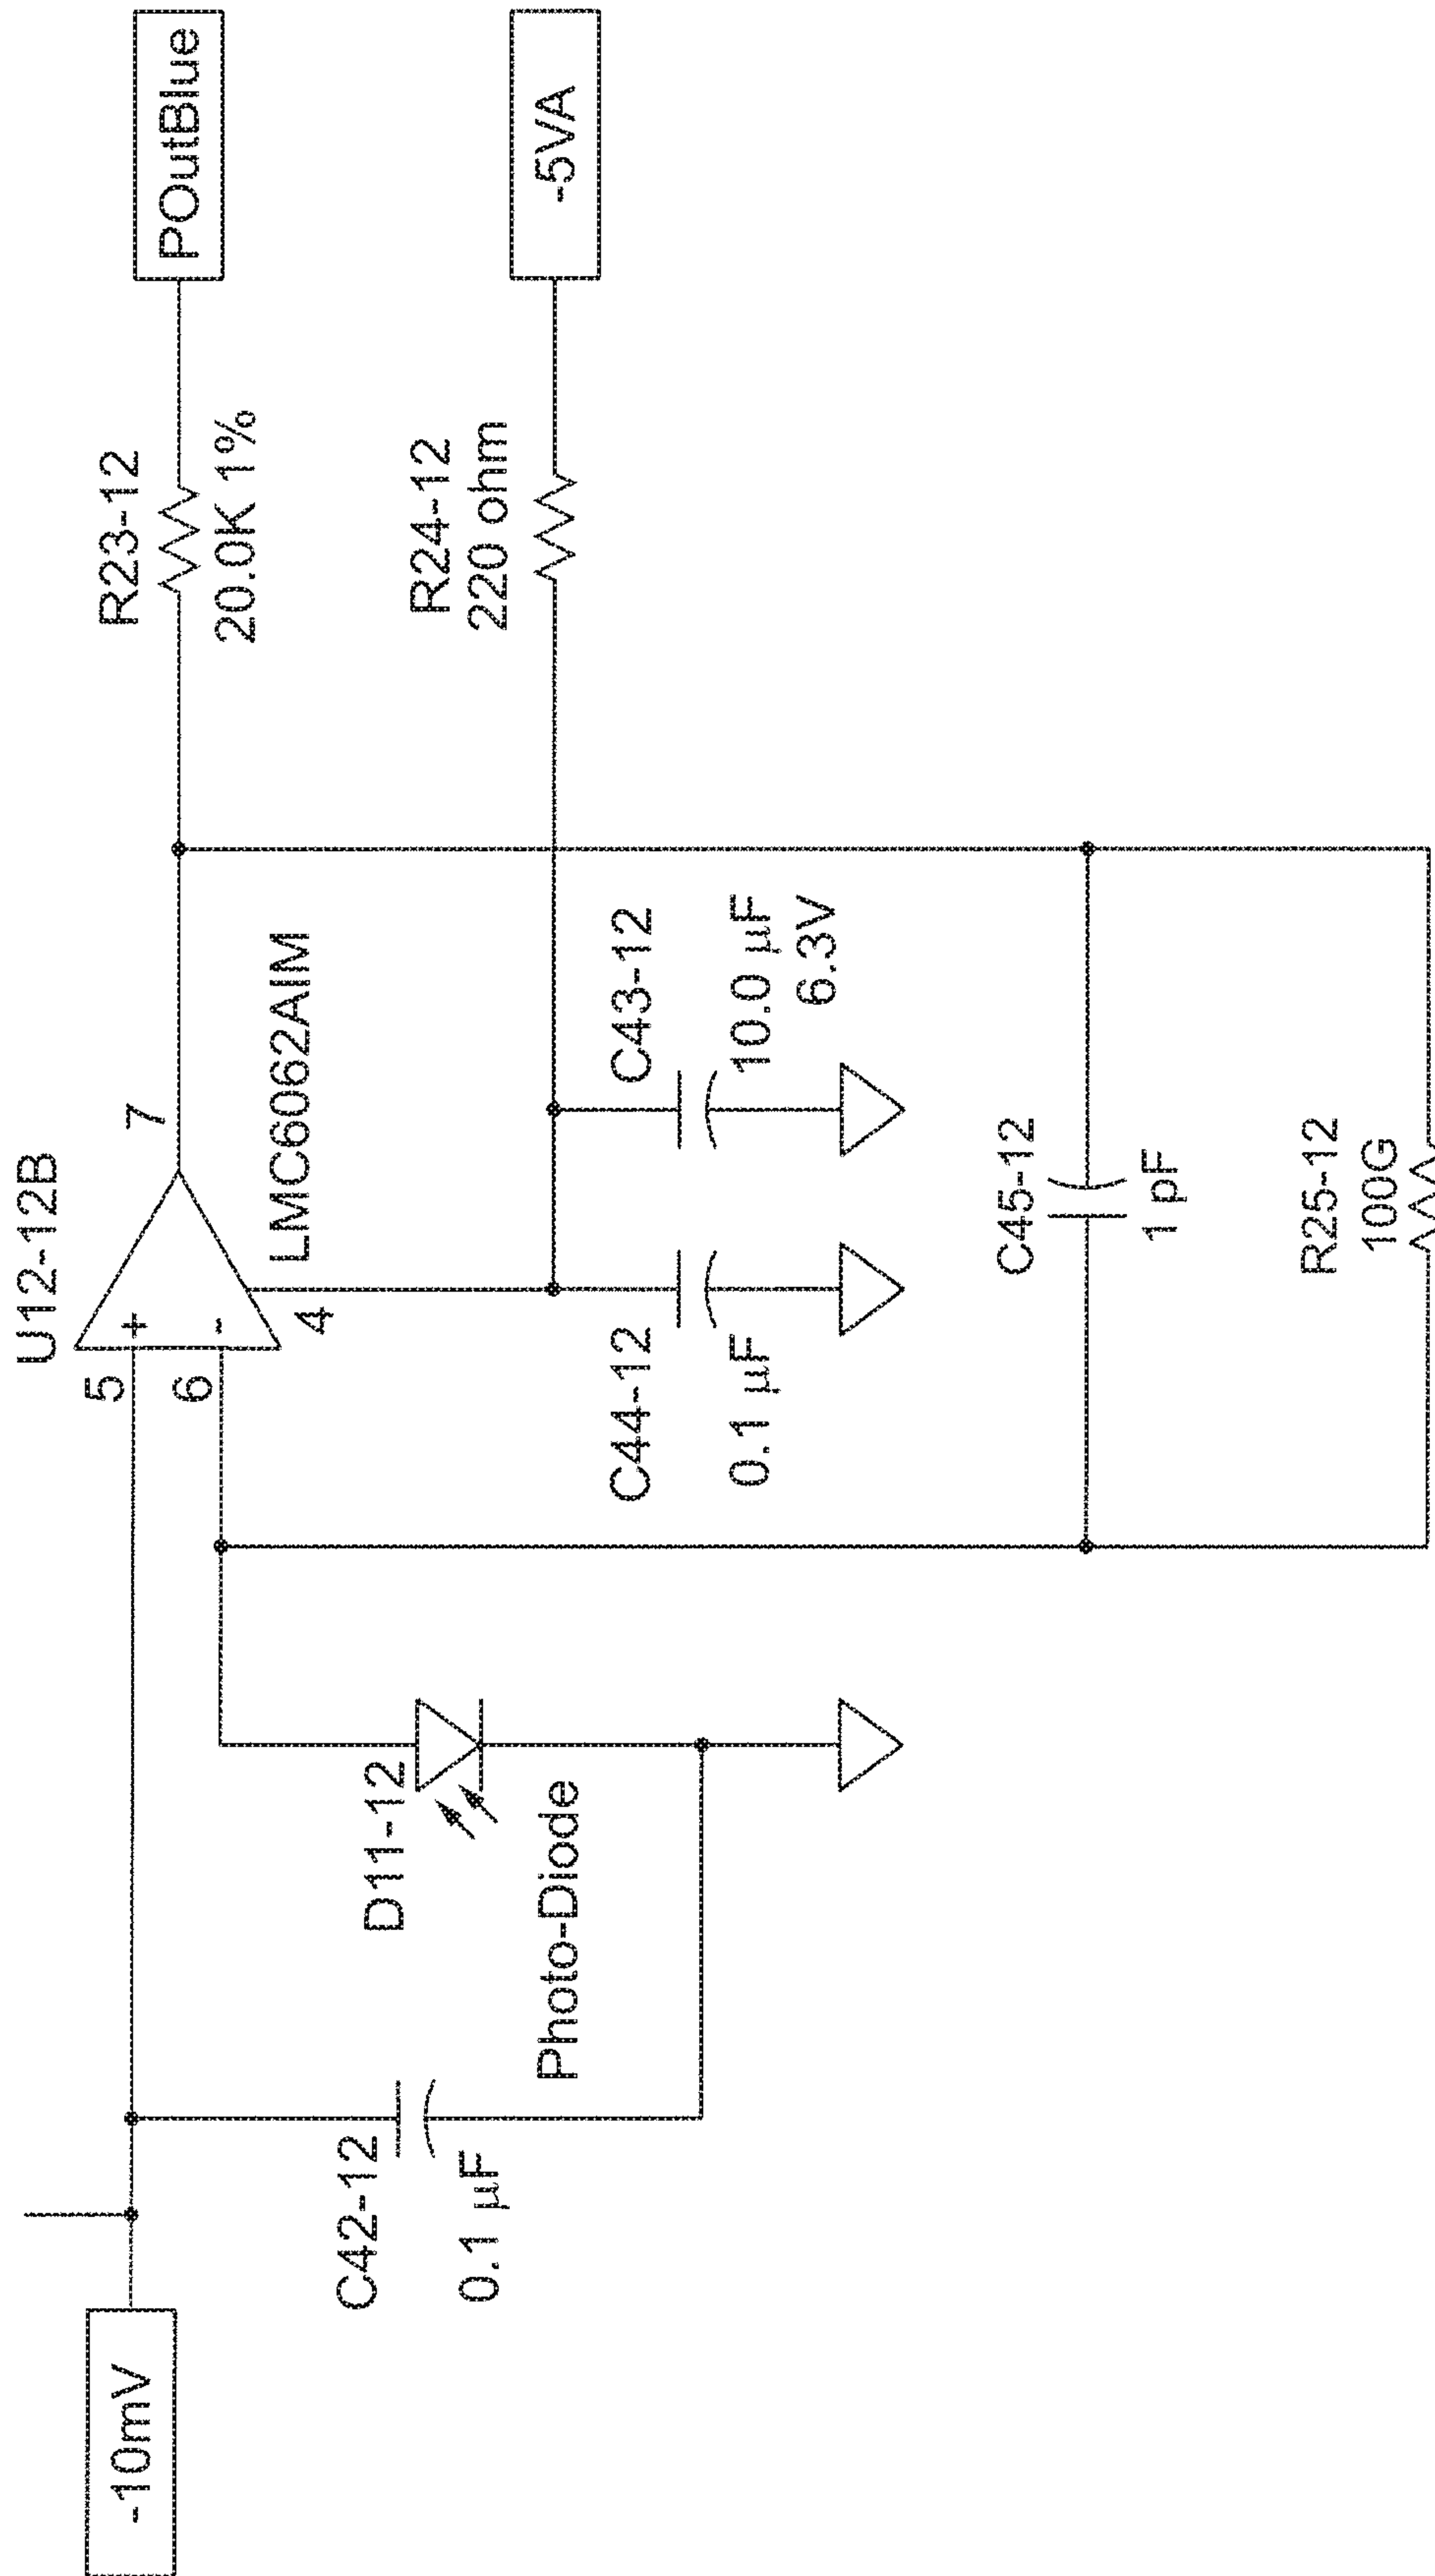 -10mV
C42-12
0.1 µF
D11-12
Photo-Diode
U12-12B
5
+
6
-
7
4
LMC6062AIM
C44-12
0.1 µF
C43-12
10.0 µF
6.3V
C45-12
1 pF
R25-12
100G
R23-12
20.0K 1%
R24-12
220 ohm
POutBlue
-5VA